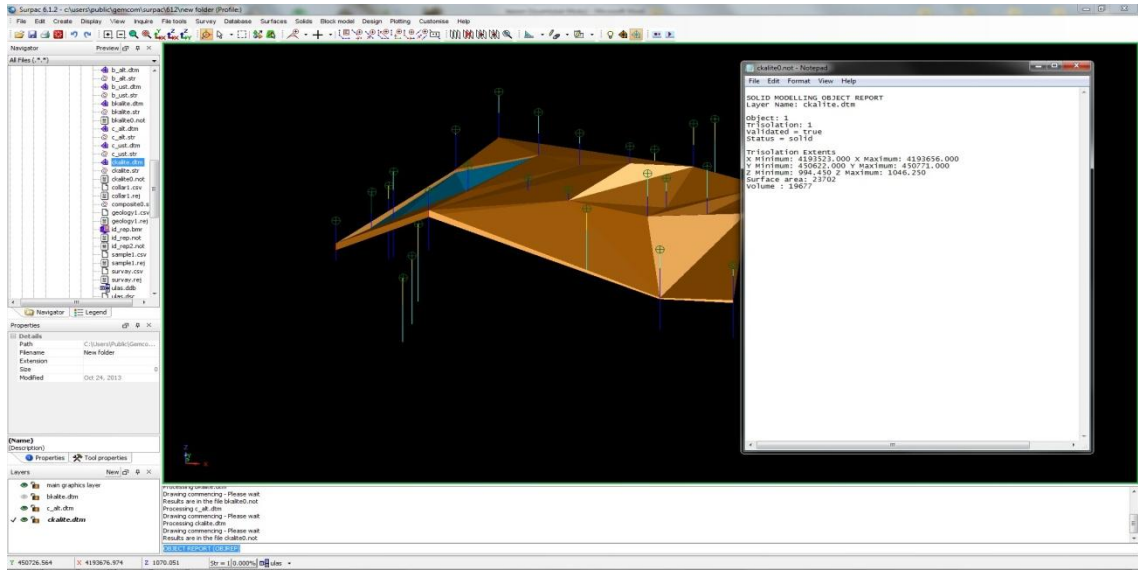 Surpac 6.1.2 - c:\users\public\gemcom\surpac\612\new folder (Profile:)
File Edit Create Display View Inquire File tools Survey Database Surfaces Solids Block model Design Plotting Customise Help
Navigator Preview
All Files (*.*)
b_alt.dtm
b_alt.str
b_ust.dtm
b_ust.str
bkalite.dtm
bkalite.str
bkalite0.not
c_alt.dtm
c_alt.str
c_ust.dtm
c_ust.str
ckalite.dtm
ckalite.str
ckalite0.not
collar1.csv
collar1.rej
composite0.s
geology1.csv
geology1.rej
id_rep.bmr
id_rep.not
id_rep2.not
sample1.csv
sample1.rej
survay.csv
survay.rej
ulas.ddb
ulas.dsc
Navigator Legend
Properties
Details
Path C:\Users\Public\Gemco...
Filename New folder
Extension
Size 0
Modified Oct 24, 2013
(Name)
(Description)
Properties Tool properties
Layers New
main graphics layer
bkalite.dtm
c_alt.dtm
ckalite.dtm
ckalite0.not - Notepad
File Edit Format View Help
SOLID MODELLING OBJECT REPORT
Layer Name: ckalite.dtm
Object: 1
Trisolation: 1
Validated = true
Status = solid
Trisolation Extents
X Minimum: 4193523.000 X Maximum: 4193656.000
Y Minimum: 450622.000 Y Maximum: 450771.000
Z Minimum: 994.450 Z Maximum: 1046.250
Surface area: 23702
Volume : 19677
Processing bkalite.dtm
Drawing commencing - Please wait
Results are in the file bkalite0.not
Processing c_alt.dtm
Drawing commencing - Please wait
Processing ckalite.dtm
Drawing commencing - Please wait
Results are in the file ckalite0.not
OBJECT REPORT [OBJREP]
Y 450726.564 X 4193676.974 Z 1070.051 Str = 1 0.000% ulas